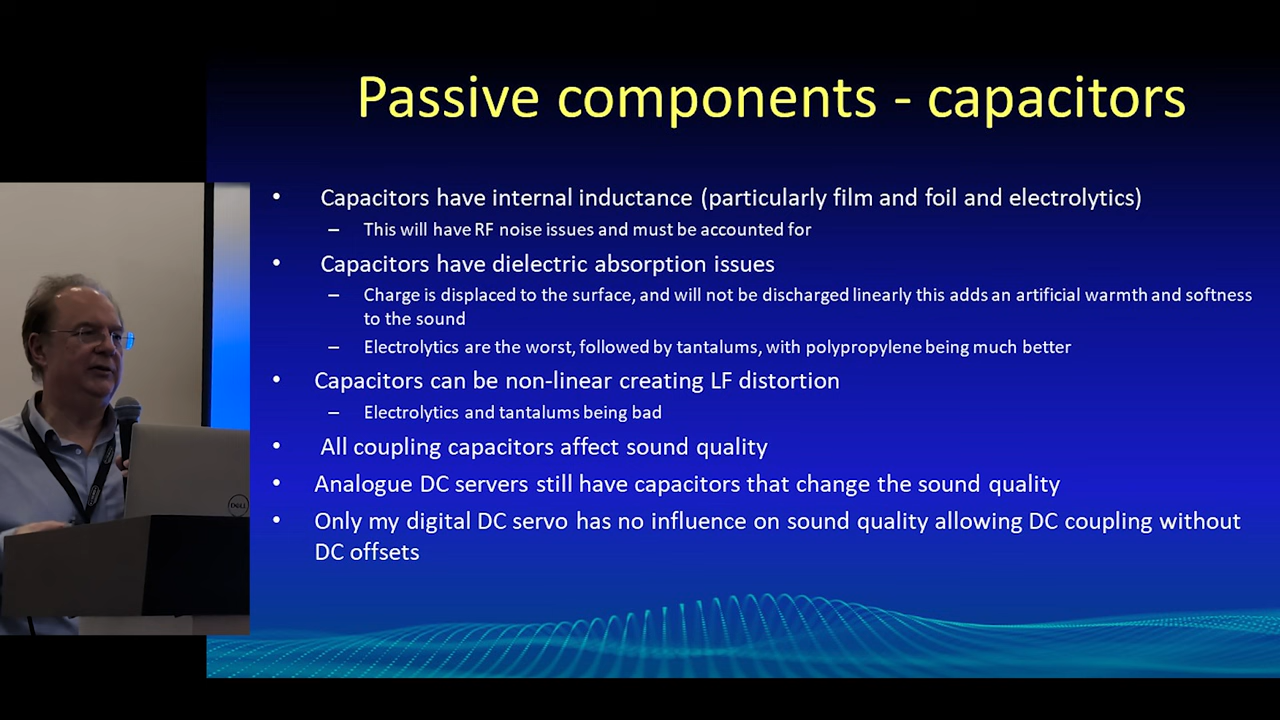 Passive components - capacitors
• Capacitors have internal inductance (particularly film and foil and electrolytics)
– This will have RF noise issues and must be accounted for
• Capacitors have dielectric absorption issues
– Charge is displaced to the surface, and will not be discharged linearly this adds an artificial warmth and softness
to the sound
– Electrolytics are the worst, followed by tantalums, with polypropylene being much better
• Capacitors can be non-linear creating LF distortion
– Electrolytics and tantalums being bad
• All coupling capacitors affect sound quality
• Analogue DC servers still have capacitors that change the sound quality
• Only my digital DC servo has no influence on sound quality allowing DC coupling without
DC offsets
DELL